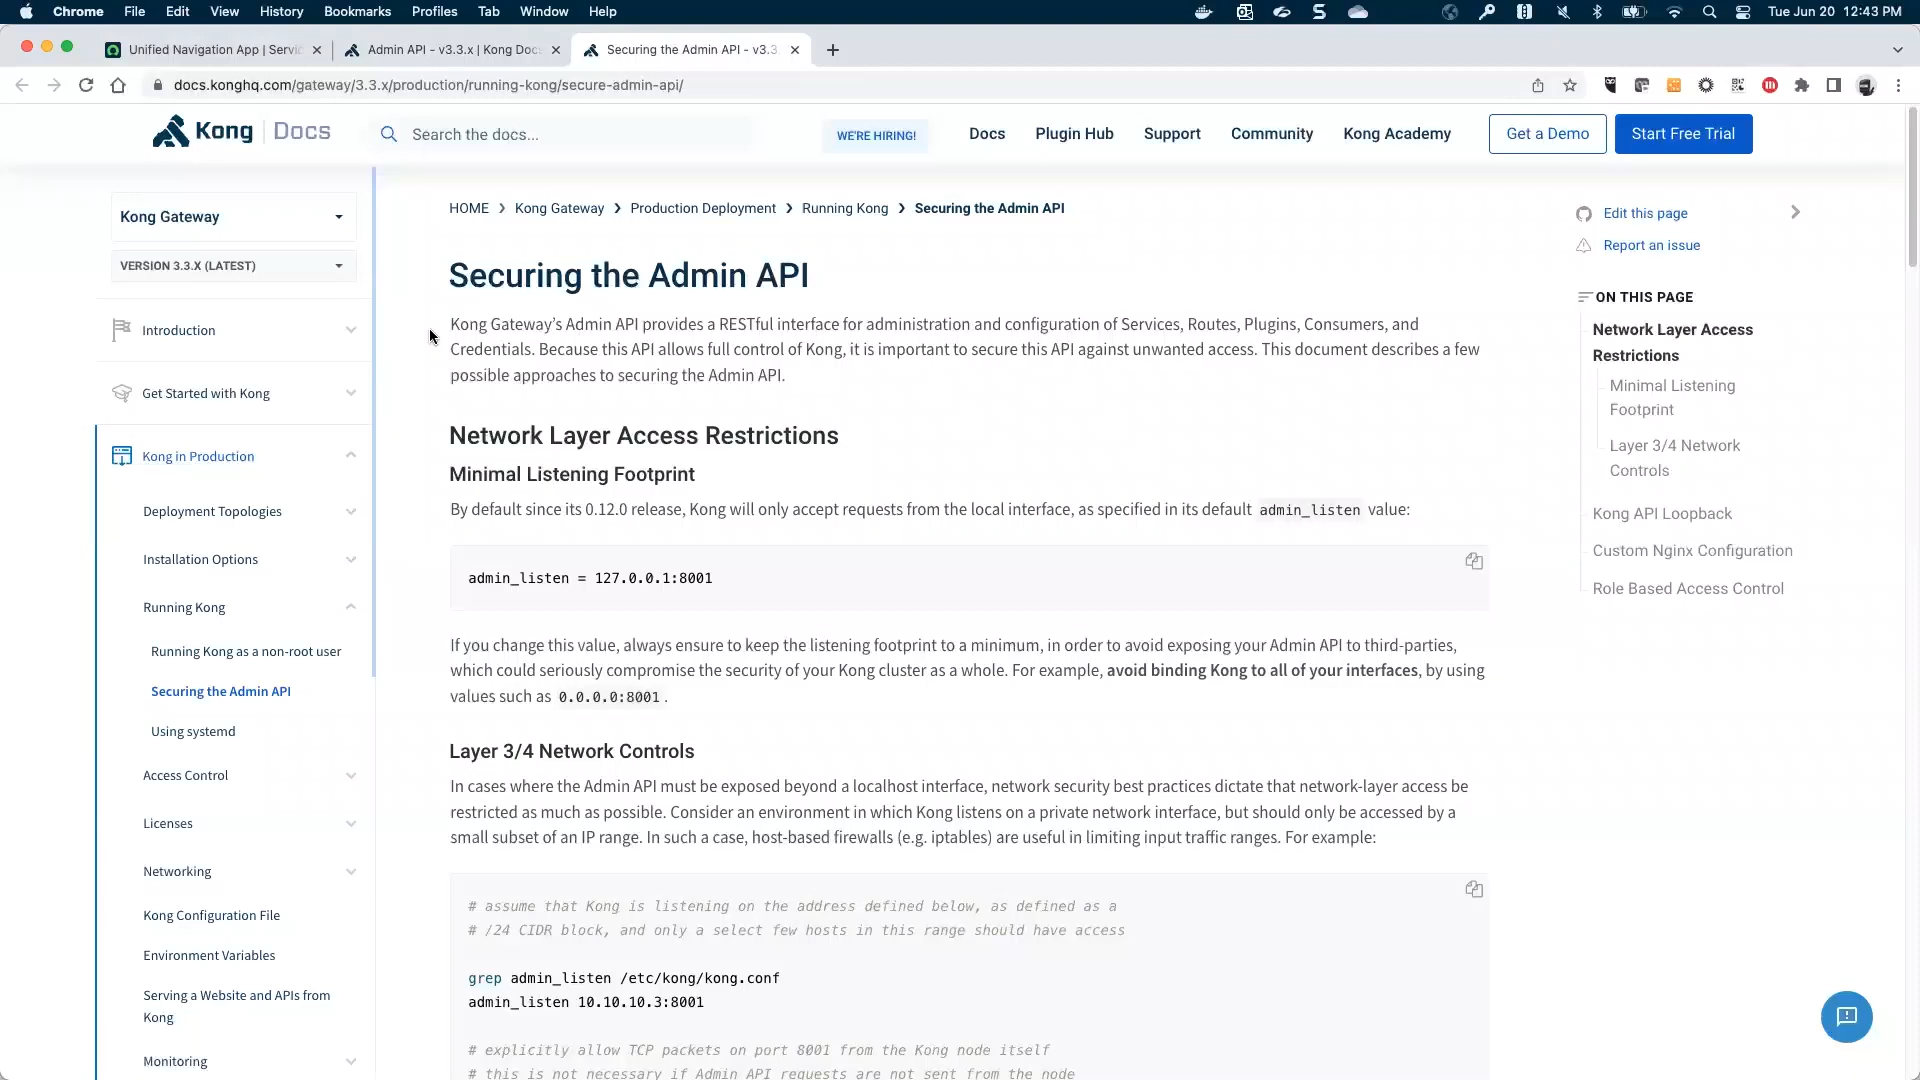 Chrome File Edit View History Bookmarks Profiles Tab Window Help Tue Jun 20 12:43 PM
Unified Navigation App | Servic Admin API - v3.3.x | Kong Doc Securing the Admin API - v3.3.
docs.konghq.com/gateway/3.3.x/production/running-kong/secure-admin-api/
Kong Docs Search the docs... WE'RE HIRING! Docs Plugin Hub Support Community Kong Academy Get a Demo Start Free Trial
Kong Gateway
VERSION 3.3.X (LATEST)
Introduction
Get Started with Kong
Kong in Production
Deployment Topologies
Installation Options
Running Kong
Running Kong as a non-root user
Securing the Admin API
Using systemd
Access Control
Licenses
Networking
Kong Configuration File
Environment Variables
Serving a Website and APIs from
Kong
Monitoring
HOME > Kong Gateway > Production Deployment > Running Kong > Securing the Admin API
Securing the Admin API
Kong Gateway's Admin API provides a RESTful interface for administration and configuration of Services, Routes, Plugins, Consumers, and
Credentials. Because this API allows full control of Kong, it is important to secure this API against unwanted access. This document describes a few
possible approaches to securing the Admin API.
Network Layer Access Restrictions
Minimal Listening Footprint
By default since its 0.12.0 release, Kong will only accept requests from the local interface, as specified in its default admin_listen value:
admin_listen = 127.0.0.1:8001
If you change this value, always ensure to keep the listening footprint to a minimum, in order to avoid exposing your Admin API to third-parties,
which could seriously compromise the security of your Kong cluster as a whole. For example, avoid binding Kong to all of your interfaces, by using
values such as 0.0.0.0:8001 .
Layer 3/4 Network Controls
In cases where the Admin API must be exposed beyond a localhost interface, network security best practices dictate that network-layer access be
restricted as much as possible. Consider an environment in which Kong listens on a private network interface, but should only be accessed by a
small subset of an IP range. In such a case, host-based firewalls (e.g. iptables) are useful in limiting input traffic ranges. For example:
# assume that Kong is listening on the address defined below, as defined as a
# /24 CIDR block, and only a select few hosts in this range should have access
grep admin_listen /etc/kong/kong.conf
admin_listen 10.10.10.3:8001
# explicitly allow TCP packets on port 8001 from the Kong node itself
# this is not necessary if Admin API requests are not sent from the node
Edit this page
Report an issue
ON THIS PAGE
Network Layer Access
Restrictions
Minimal Listening
Footprint
Layer 3/4 Network
Controls
Kong API Loopback
Custom Nginx Configuration
Role Based Access Control